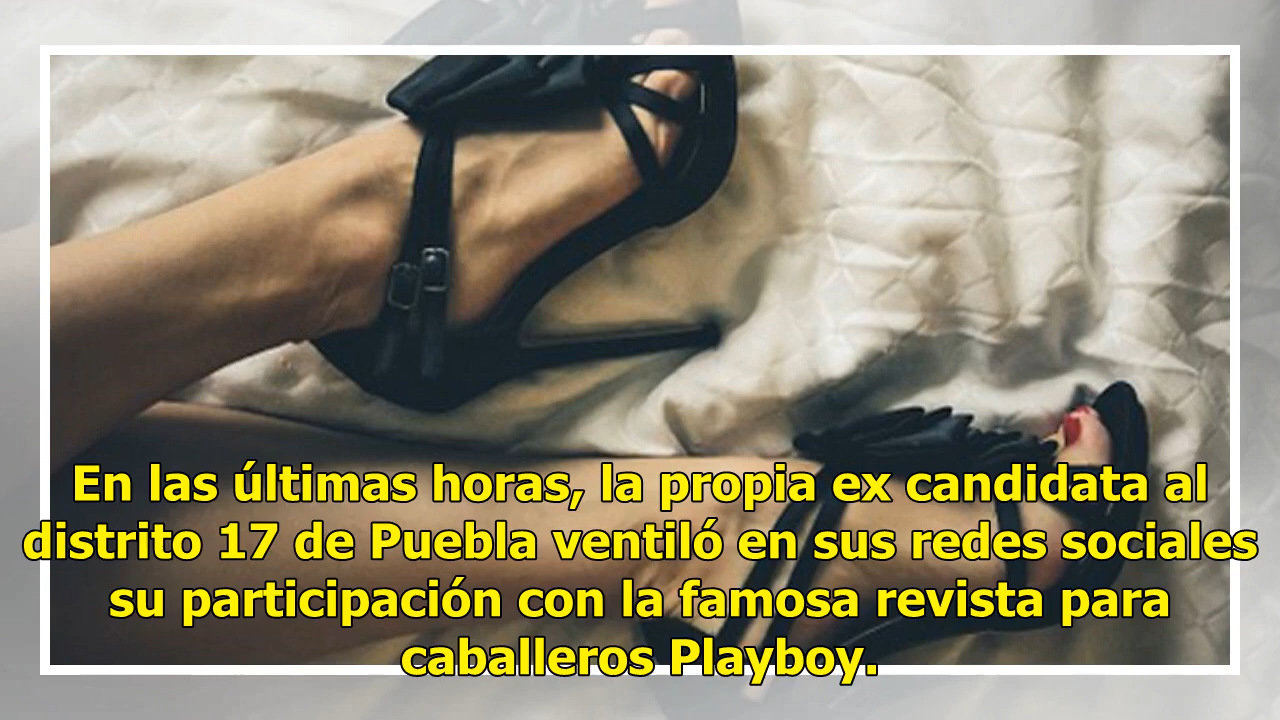 En las últimas horas, la propia ex candidata al
distrito 17 de Puebla ventiló en sus redes sociales
su participación con la famosa revista para
caballeros Playboy.